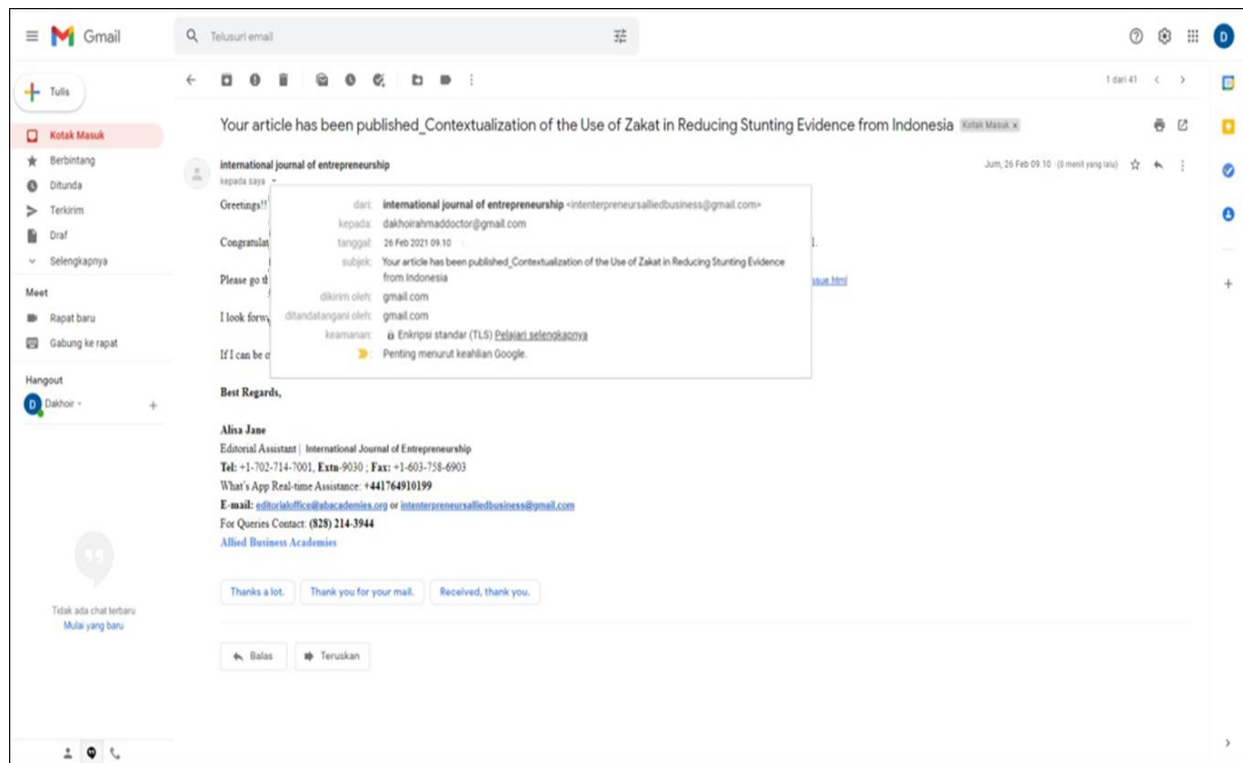 Gmail
Telusuri email
D
Tulis
1 dari 41
Kotak Masuk
Berbintang
Ditunda
Terkirim
Draf
Selengkapnya
Meet
Rapat baru
Gabung ke rapat
Hangout
D Dakhoir
Tidak ada chat terbaru
Mulai yang baru
Your article has been published_Contextualization of the Use of Zakat in Reducing Stunting Evidence from Indonesia Kotak Masuk x
international journal of entrepreneurship
Jum, 26 Feb 09.10 (0 menit yang lalu)
kepada saya
Greetings!!
Congratulat
l.
Please go th
ssue.html
I look forw
If I can be o
dari: international journal of entrepreneurship <intenterpreneursalliedbusiness@gmail.com>
kepada: dakhoirahmaddoctor@gmail.com
tanggal: 26 Feb 2021 09.10
subjek: Your article has been published_Contextualization of the Use of Zakat in Reducing Stunting Evidence
from Indonesia
dikirim oleh: gmail.com
ditandatangani oleh: gmail.com
keamanan: Enkripsi standar (TLS) Pelajari selengkapnya
: Penting menurut keahlian Google.
Best Regards,
Alisa Jane
Editorial Assistant | International Journal of Entrepreneurship
Tel: +1-702-714-7001, Extn-9030 ; Fax: +1-603-758-6903
What's App Real-time Assistance: +441764910199
E-mail: editorialoffice@abacademies.org or intenterpreneursalliedbusiness@gmail.com
For Queries Contact: (828) 214-3944
Allied Business Academies
Thanks a lot.
Thank you for your mail.
Received, thank you.
Balas
Teruskan